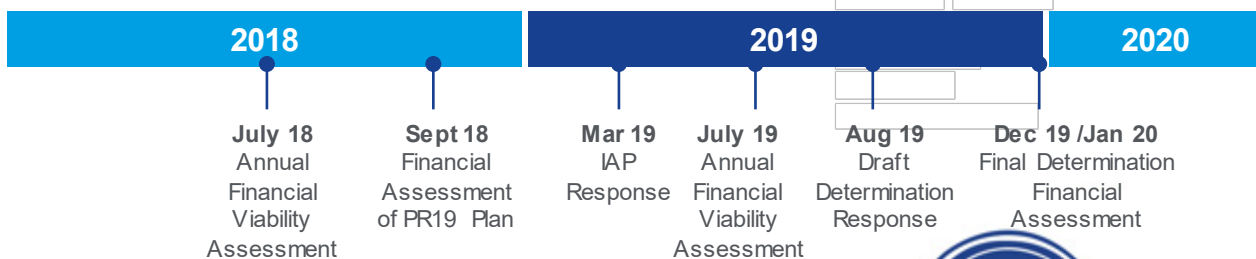 2018
2019
2020
July 18
Annual
Financial
Viability
Assessment
Sept 18
Financial
Assessment
of PR19 Plan
Mar 19
IAP
Response
July 19
Annual
Financial
Viability
Assessment
Aug 19
Draft
Determination
Response
Dec 19 /Jan 20
Final Determination
Financial
Assessment